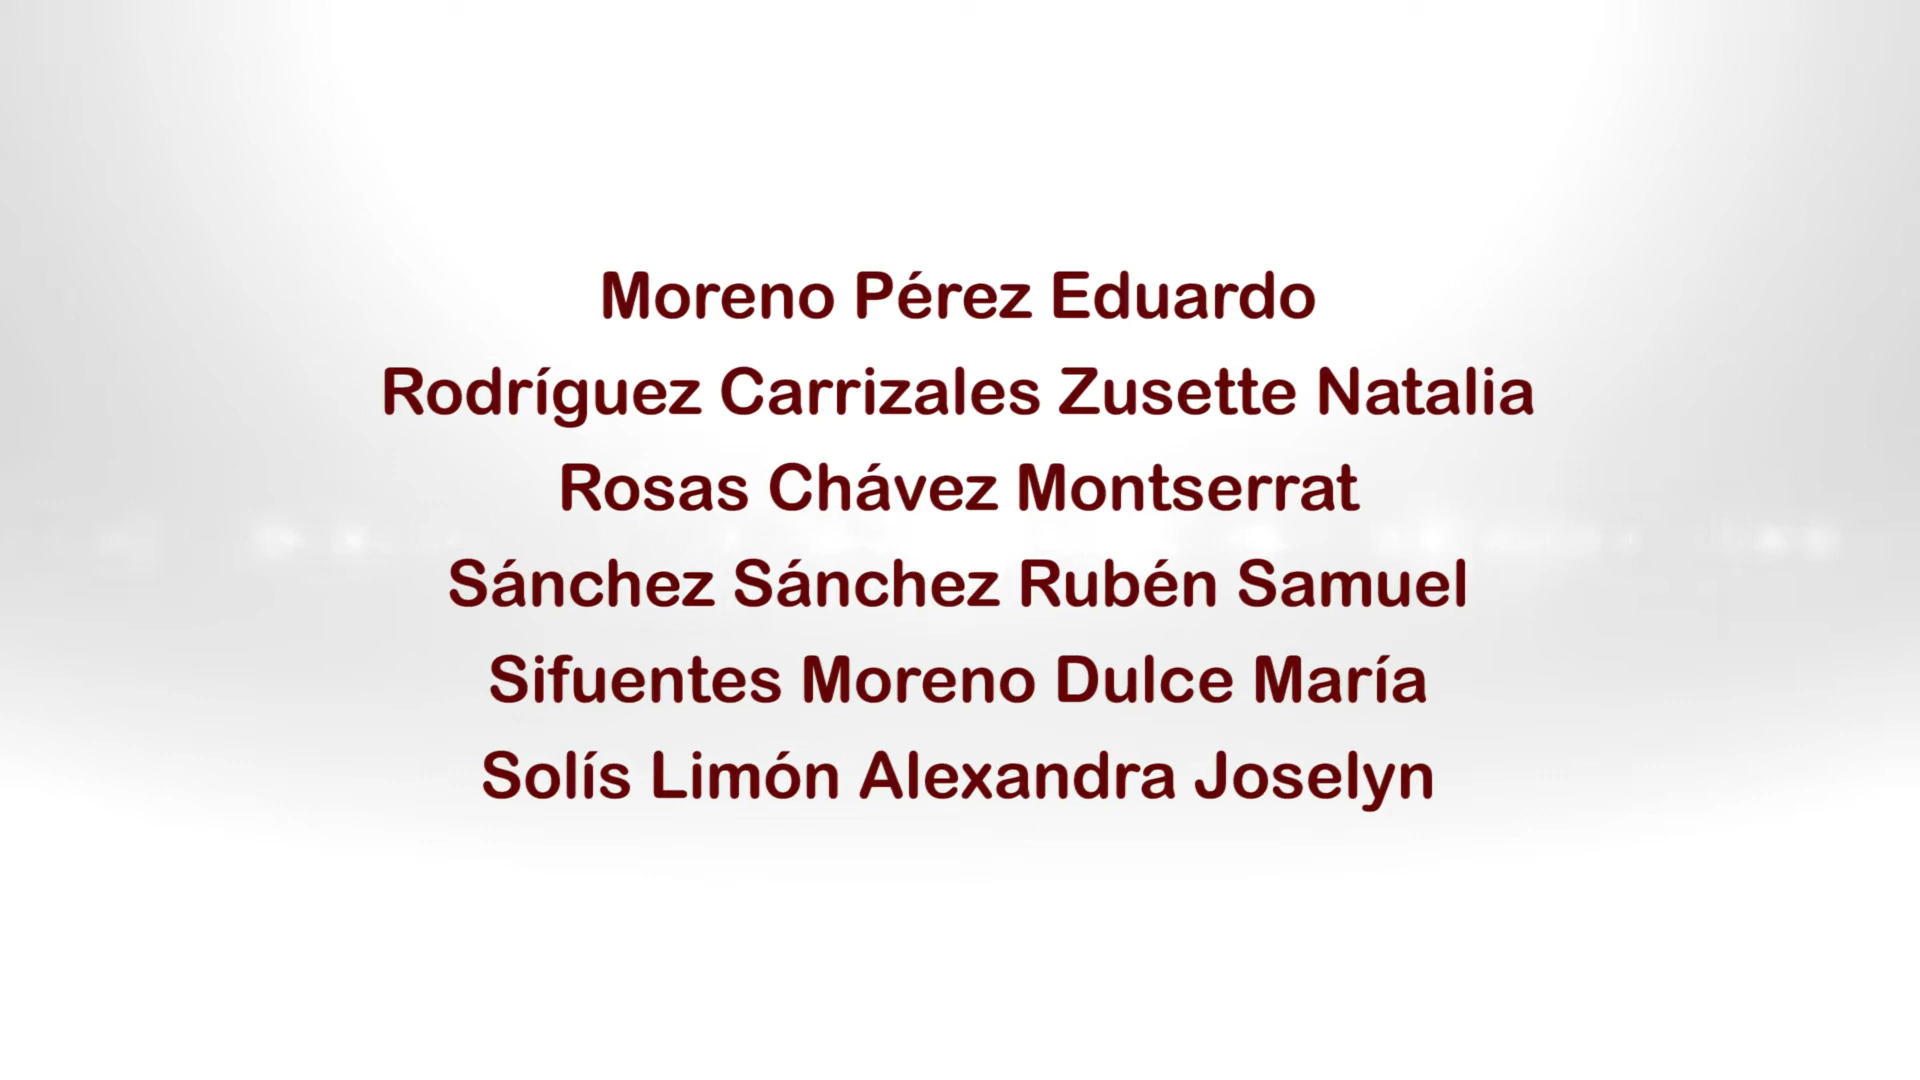 Moreno Pérez Eduardo
Rodríguez Carrizales Zusette Natalia
Rosas Chávez Montserrat
Sánchez Sánchez Rubén Samuel
Sifuentes Moreno Dulce María
Solís Limón Alexandra Joselyn